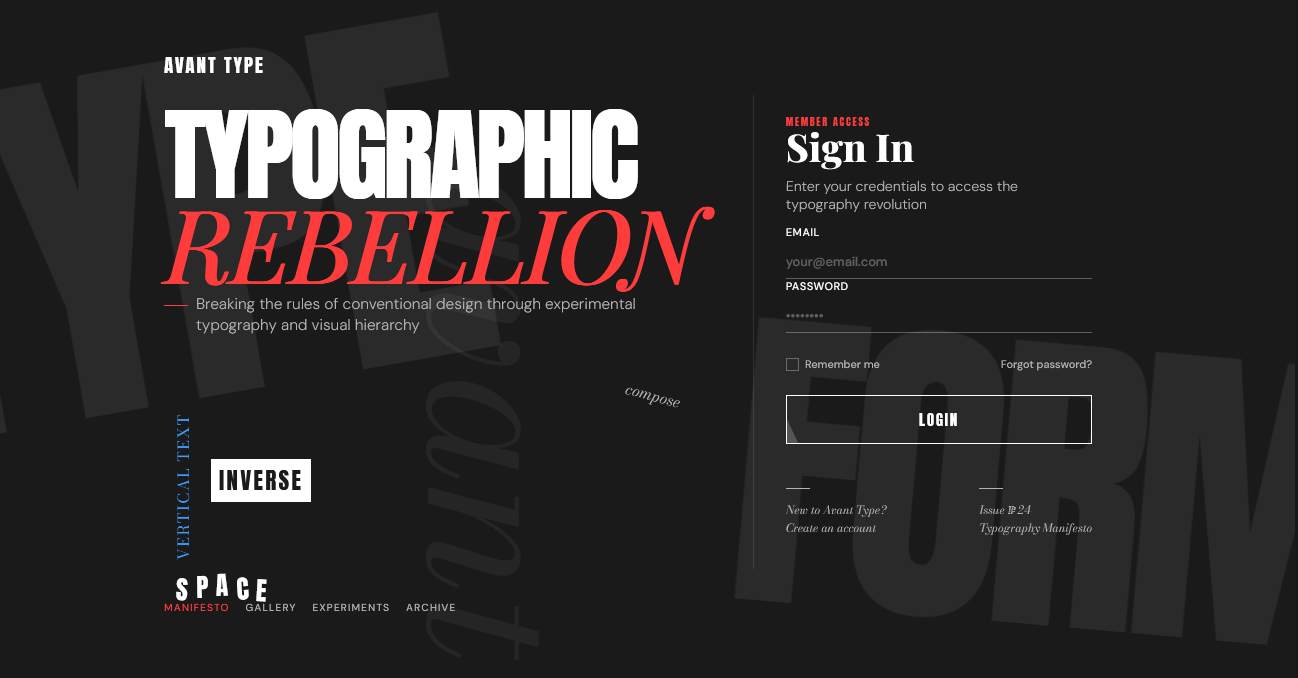 AVANT TYPE
TYPOGRAPHIC
REBELLION
Breaking the rules of conventional design through experimental
typography and visual hierarchy
compose
VERTICAL TEXT
INVERSE
SPACE
MANIFESTO GALLERY EXPERIMENTS ARCHIVE
MEMBER ACCESS
Sign In
Enter your credentials to access the
typography revolution
EMAIL
your@email.com
PASSWORD
••••••••
Remember me
Forgot password?
LOGIN
New to Avant Type?
Create an account
Issue №24
Typography Manifesto
TYPE
FORM